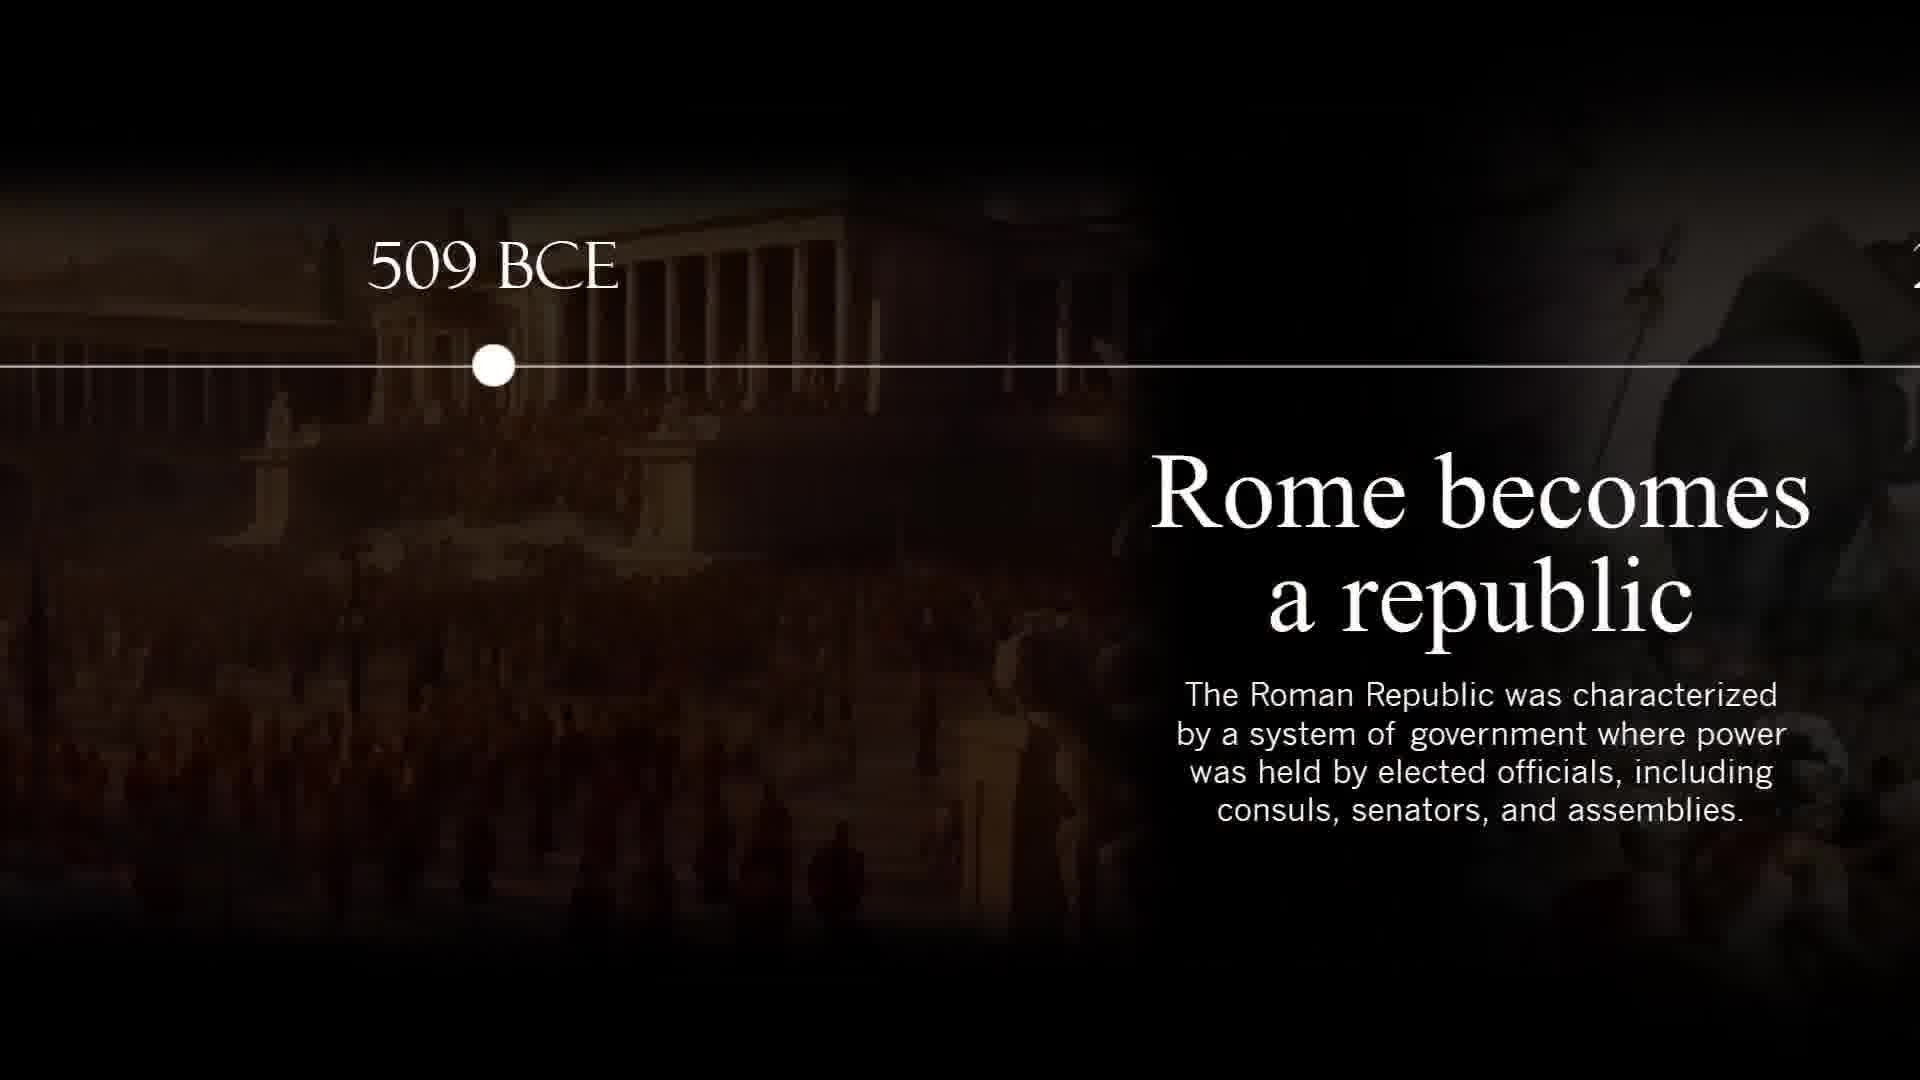 509 BCE
Rome becomes
a republic
The Roman Republic was characterized
by a system of government where power
was held by elected officials, including
consuls, senators, and assemblies.